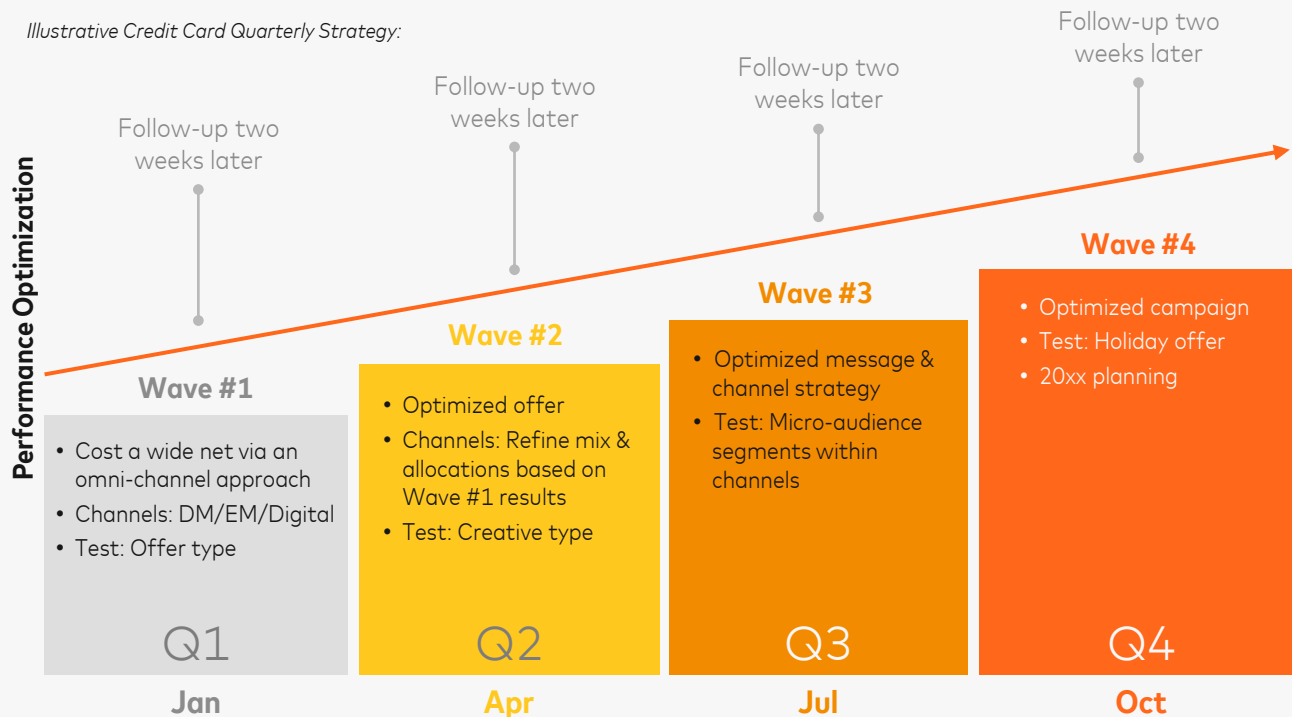 Illustrative Credit Card Quarterly Strategy:
Performance Optimization
Follow-up two
weeks later
Follow-up two
weeks later
Follow-up two
weeks later
Follow-up two
weeks later
Wave #1
• Cost a wide net via an
omni-channel approach
• Channels: DM/EM/Digital
• Test: Offer type
Q1
Jan
Wave #2
• Optimized offer
• Channels: Refine mix &
allocations based on
Wave #1 results
• Test: Creative type
Q2
Apr
Wave #3
• Optimized message &
channel strategy
• Test: Micro-audience
segments within
channels
Q3
Jul
Wave #4
• Optimized campaign
• Test: Holiday offer
• 20xx planning
Q4
Oct